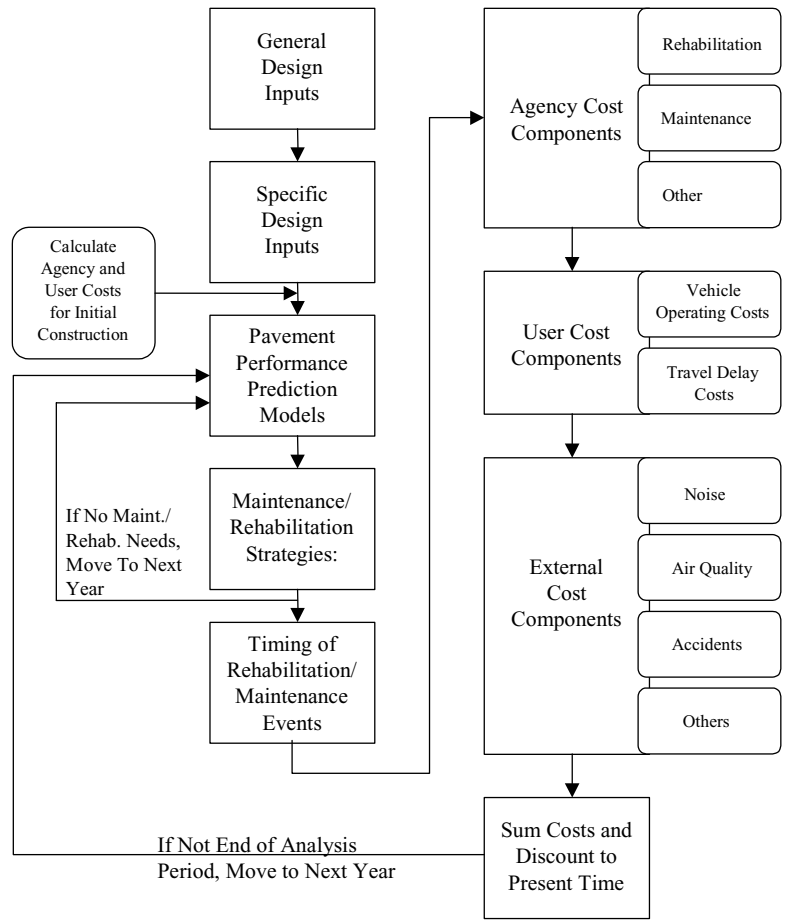 General
Design
Inputs
Specific
Design
Inputs
Calculate
Agency and
User Costs
for Initial
Construction
Pavement
Performance
Prediction
Models
If No Maint./
Rehab. Needs,
Move To Next
Year
Maintenance/
Rehabilitation
Strategies:
Timing of
Rehabilitation/
Maintenance
Events
Agency Cost
Components
Rehabilitation
Maintenance
Other
User Cost
Components
Vehicle
Operating Costs
Travel Delay
Costs
External
Cost
Components
Noise
Air Quality
Accidents
Others
Sum Costs and
Discount to
Present Time
If Not End of Analysis
Period, Move to Next Year